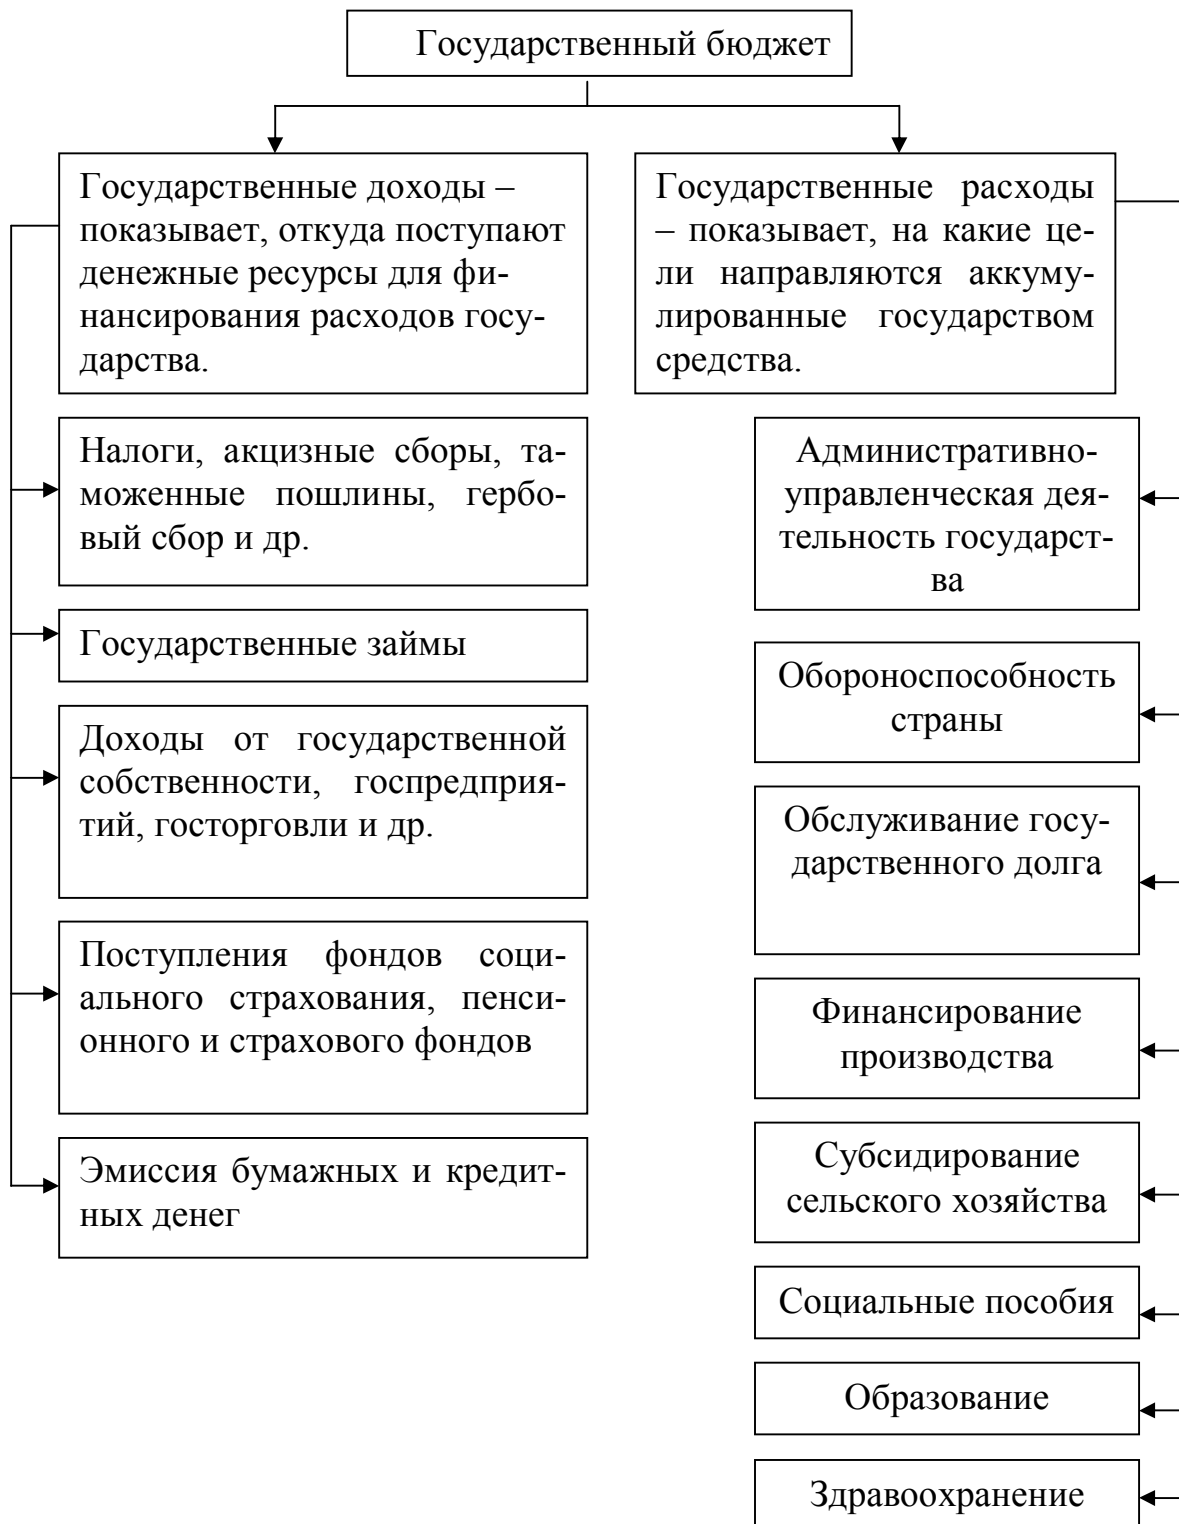 Государственный бюджет
Государственные доходы –
показывает, откуда поступают
денежные ресурсы для фи-
нансирования расходов госу-
дарства.
Государственные расходы
– показывает, на какие це-
ли направляются аккуму-
лированные государством
средства.
Налоги, акцизные сборы, та-
моженные пошлины, гербо-
вый сбор и др.
Государственные займы
Доходы от государственной
собственности, госпредприя-
тий, госторговли и др.
Поступления фондов соци-
ального страхования, пенси-
онного и страхового фондов
Эмиссия бумажных и кредит-
ных денег
Административно-
управленческая дея-
тельность государст-
ва
Обороноспособность
страны
Обслуживание госу-
дарственного долга
Финансирование
производства
Субсидирование
сельского хозяйства
Социальные пособия
Образование
Здравоохранение